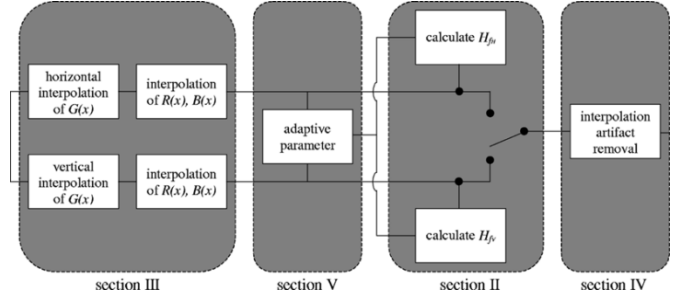 horizontal
interpolation
of G(x)
interpolation
of R(x), B(x)
vertical
interpolation
of G(x)
interpolation
of R(x), B(x)
adaptive
parameter
calculate Hfu
calculate Hfv
interpolation
artifact
removal
section III
section V
section II
section IV